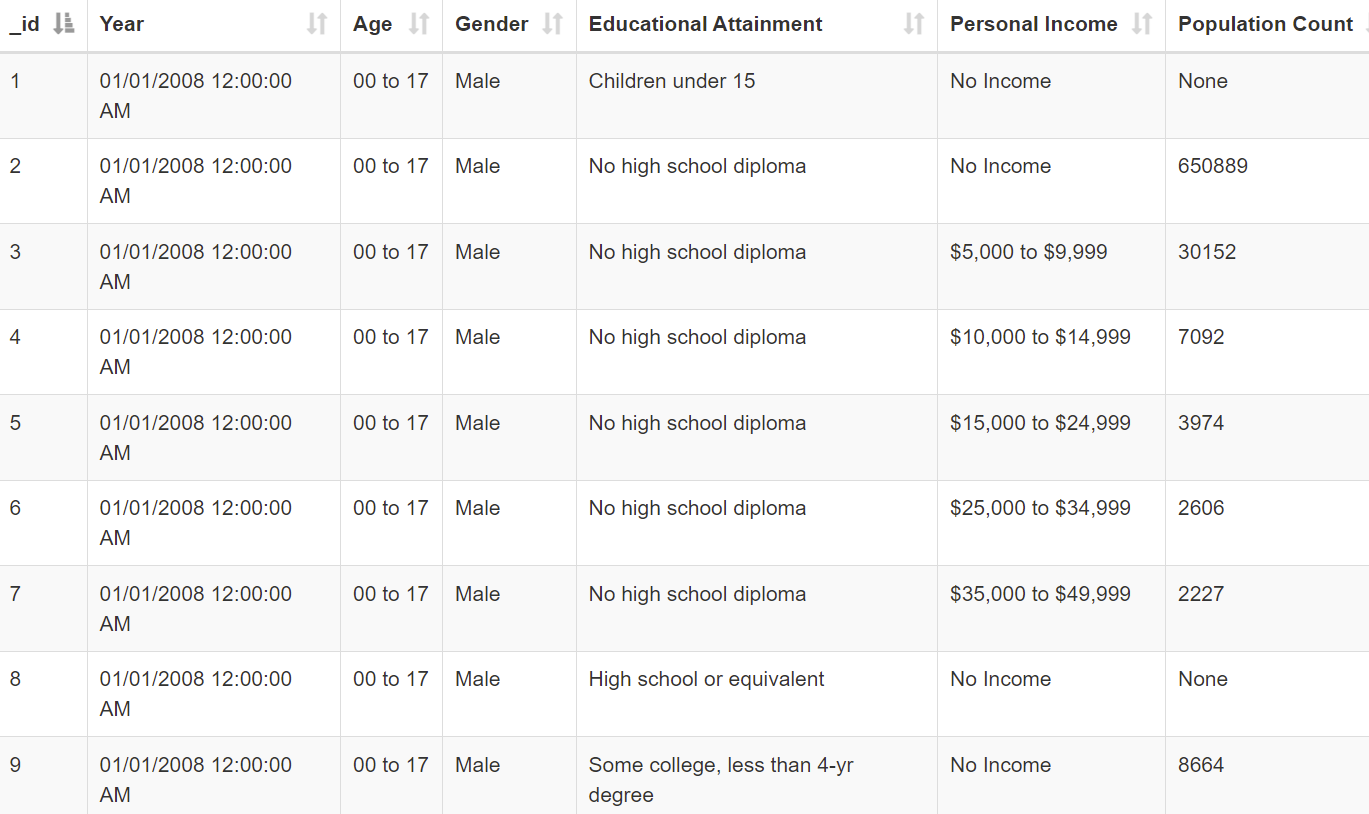 _id Year Age Gender Educational Attainment Personal Income Population Count
1 01/01/2008 12:00:00 00 to 17 Male Children under 15 No Income None
AM
2 01/01/2008 12:00:00 00 to 17 Male No high school diploma No Income 650889
AM
3 01/01/2008 12:00:00 00 to 17 Male No high school diploma $5,000 to $9,999 30152
AM
4 01/01/2008 12:00:00 00 to 17 Male No high school diploma $10,000 to $14,999 7092
AM
5 01/01/2008 12:00:00 00 to 17 Male No high school diploma $15,000 to $24,999 3974
AM
6 01/01/2008 12:00:00 00 to 17 Male No high school diploma $25,000 to $34,999 2606
AM
7 01/01/2008 12:00:00 00 to 17 Male No high school diploma $35,000 to $49,999 2227
AM
8 01/01/2008 12:00:00 00 to 17 Male High school or equivalent No Income None
AM
9 01/01/2008 12:00:00 00 to 17 Male Some college, less than 4-yr No Income 8664
AM degree